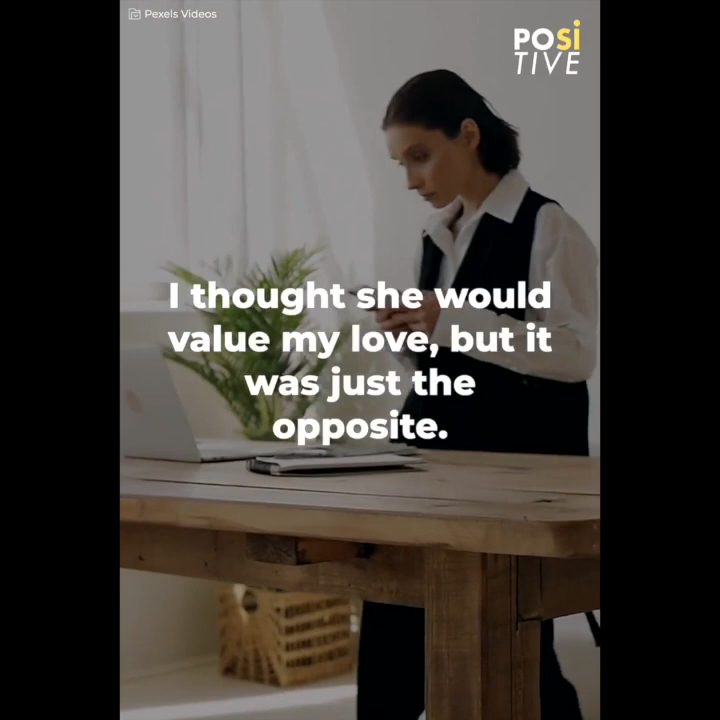 Pexels Videos
POSi
TIVE
I thought she would
value my love, but it
was just the
opposite.